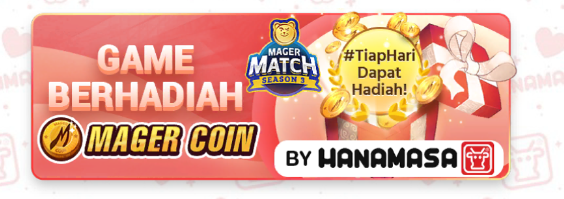 GAME
BERHADIAH
MAGER COIN
MAGER
MATCH
SEASON 3
#TiapHari
Dapat
Hadiah!
BY HANAMASA